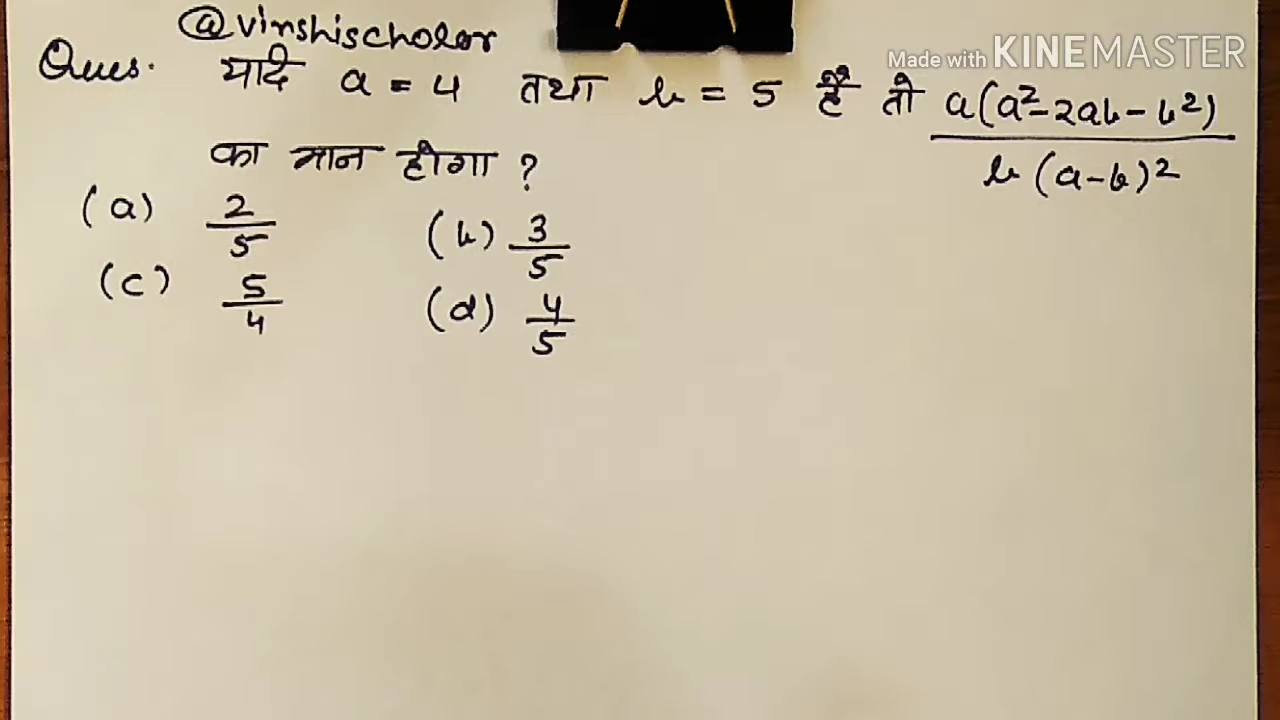 @vinshischolar
Made with KINEMASTER
Ques. यदि a = 4 तथा b = 5 हैं तो a(a²-2ab-b²)/b(a-b)²
का मान होगा ?
(a) 2/5 (b) 3/5
(c) 5/4 (d) 4/5